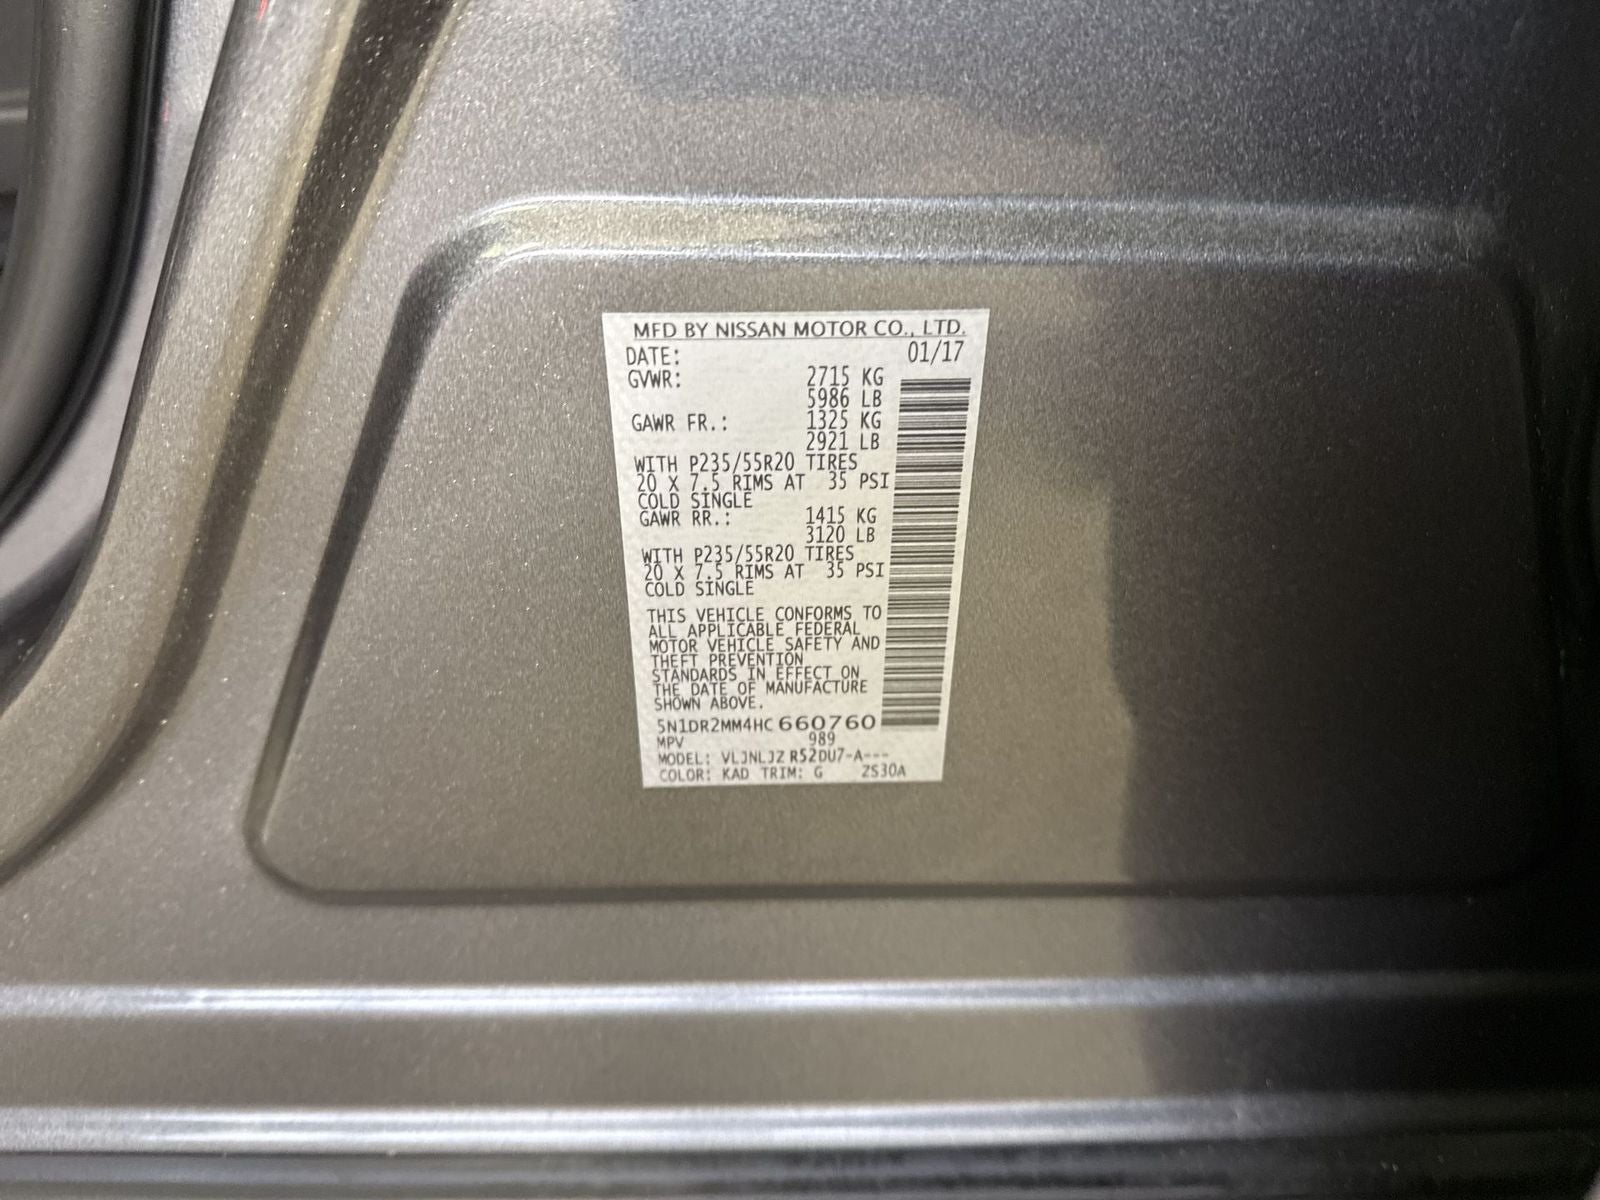 MFD BY NISSAN MOTOR CO., LTD.
DATE: 01/17
GVWR: 2715 KG
5986 LB
GAWR FR.: 1325 KG
2921 LB
WITH P235/55R20 TIRES
20 X 7.5 RIMS AT 35 PSI
COLD SINGLE
GAWR RR.: 1415 KG
3120 LB
WITH P235/55R20 TIRES
20 X 7.5 RIMS AT 35 PSI
COLD SINGLE
THIS VEHICLE CONFORMS TO
ALL APPLICABLE FEDERAL
MOTOR VEHICLE SAFETY AND
THEFT PREVENTION
STANDARDS IN EFFECT ON
THE DATE OF MANUFACTURE
SHOWN ABOVE.
5N1DR2MM4HC660760
MPV 989
MODEL: VLJNLJZ R52DU7-A---
COLOR: KAD TRIM: G ZS30A